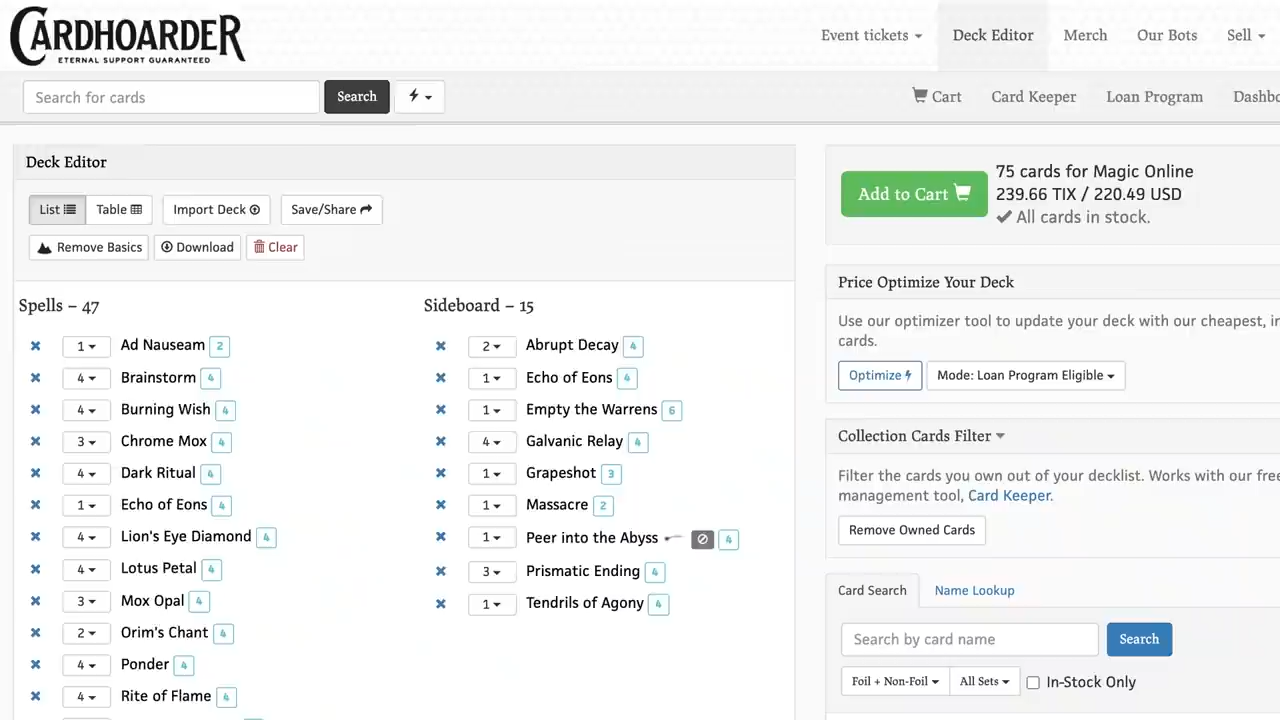 CARDHOARDER
ETERNAL SUPPORT GUARANTEED
Event tickets
Deck Editor
Merch
Our Bots
Sell
Search for cards
Search
Cart
Card Keeper
Loan Program
Dashbo
Deck Editor
List
Table
Import Deck
Save/Share
Remove Basics
Download
Clear
Spells – 47
1 Ad Nauseam 2
4 Brainstorm 4
4 Burning Wish 4
3 Chrome Mox 4
4 Dark Ritual 4
1 Echo of Eons 4
4 Lion's Eye Diamond 4
4 Lotus Petal 4
3 Mox Opal 4
2 Orim's Chant 4
4 Ponder 4
4 Rite of Flame 4
Sideboard – 15
2 Abrupt Decay 4
1 Echo of Eons 4
1 Empty the Warrens 6
4 Galvanic Relay 4
1 Grapeshot 3
1 Massacre 2
1 Peer into the Abyss 4
3 Prismatic Ending 4
1 Tendrils of Agony 4
Add to Cart
75 cards for Magic Online
239.66 TIX / 220.49 USD
All cards in stock.
Price Optimize Your Deck
Use our optimizer tool to update your deck with our cheapest, in
cards.
Optimize
Mode: Loan Program Eligible
Collection Cards Filter
Filter the cards you own out of your decklist. Works with our free
management tool, Card Keeper.
Remove Owned Cards
Card Search
Name Lookup
Search by card name
Search
Foil + Non-Foil
All Sets
In-Stock Only